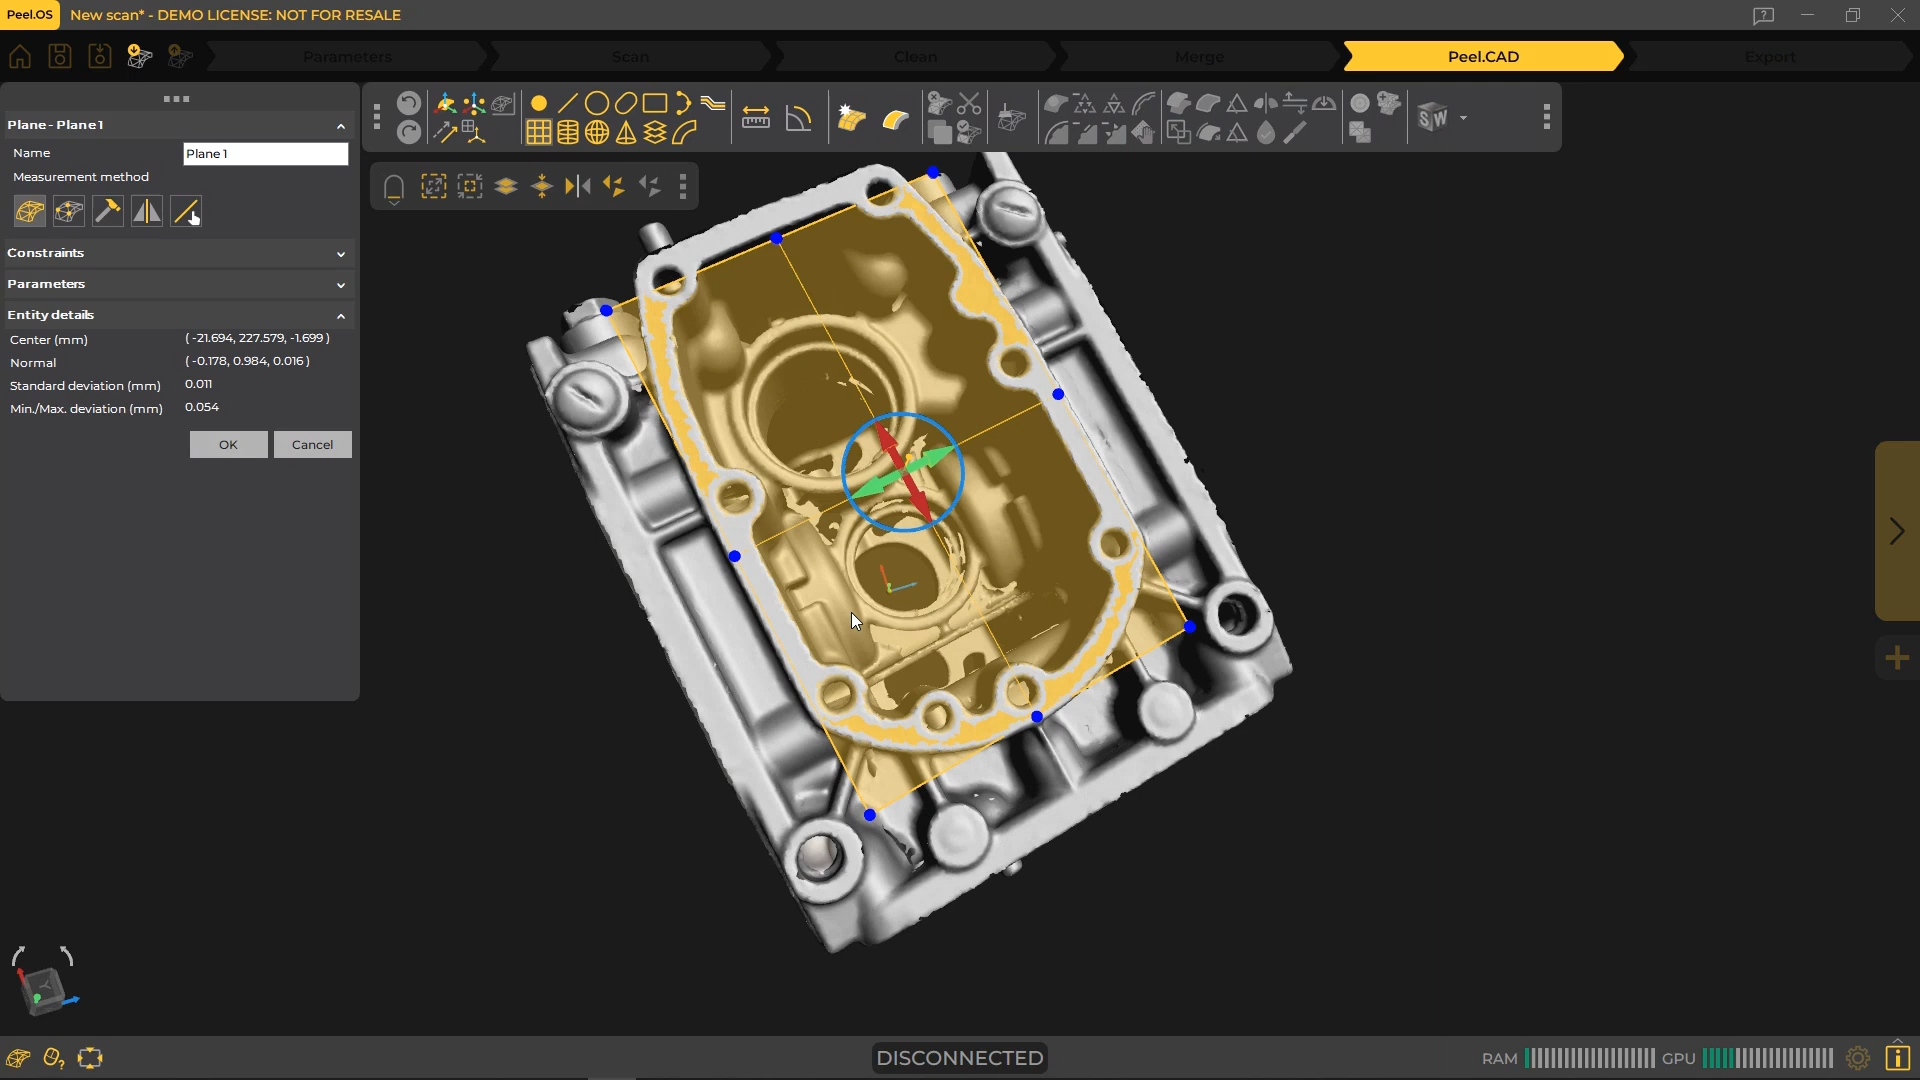 Peel.OS
New scan* - DEMO LICENSE: NOT FOR RESALE
Parameters
Scan
Clean
Merge
Peel.CAD
Export
Plane - Plane 1
Name
Plane 1
Measurement method
Constraints
Parameters
Entity details
Center (mm)
( -21.694, 227.579, -1.699 )
Normal
( -0.178, 0.984, 0.016 )
Standard deviation (mm)
0.011
Min./Max. deviation (mm)
0.054
OK
Cancel
SW
Y
DISCONNECTED
RAM
GPU